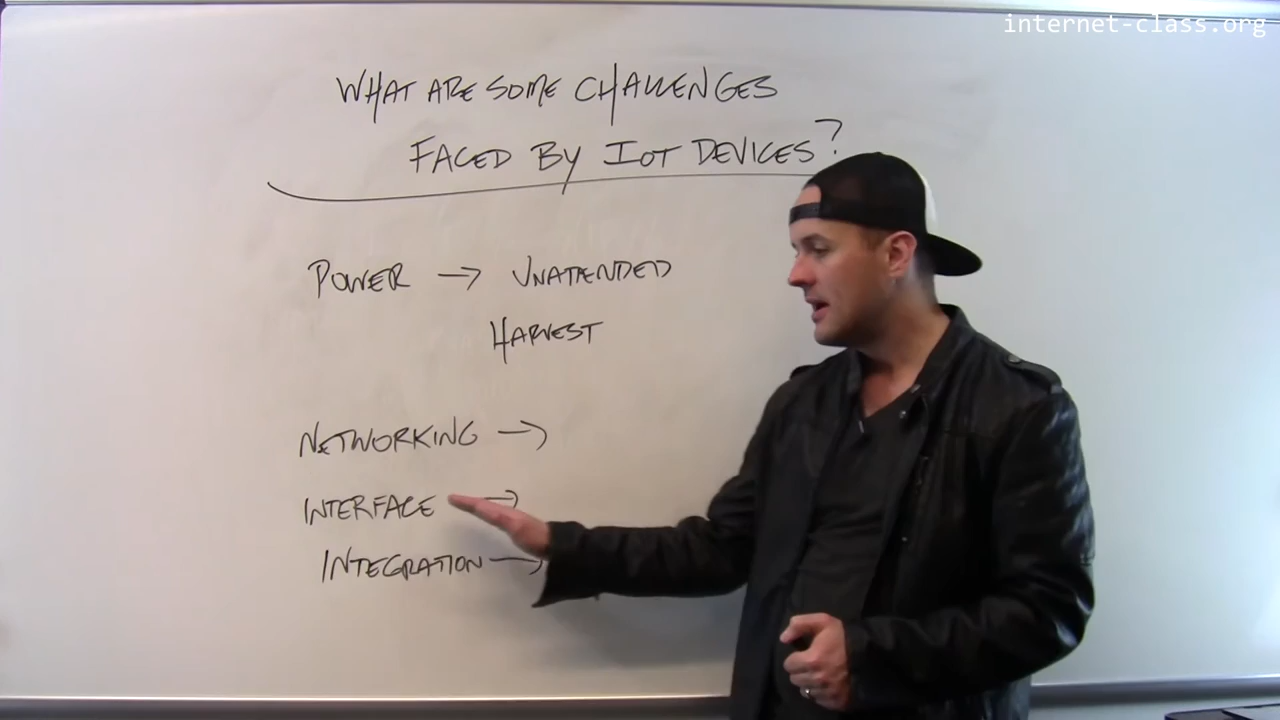 internet-class.org
WHAT ARE SOME CHALLENGES
FACED BY IOT DEVICES?
POWER → UNATTENDED
HARVEST
NETWORKING →
INTERFACE →
INTEGRATION →